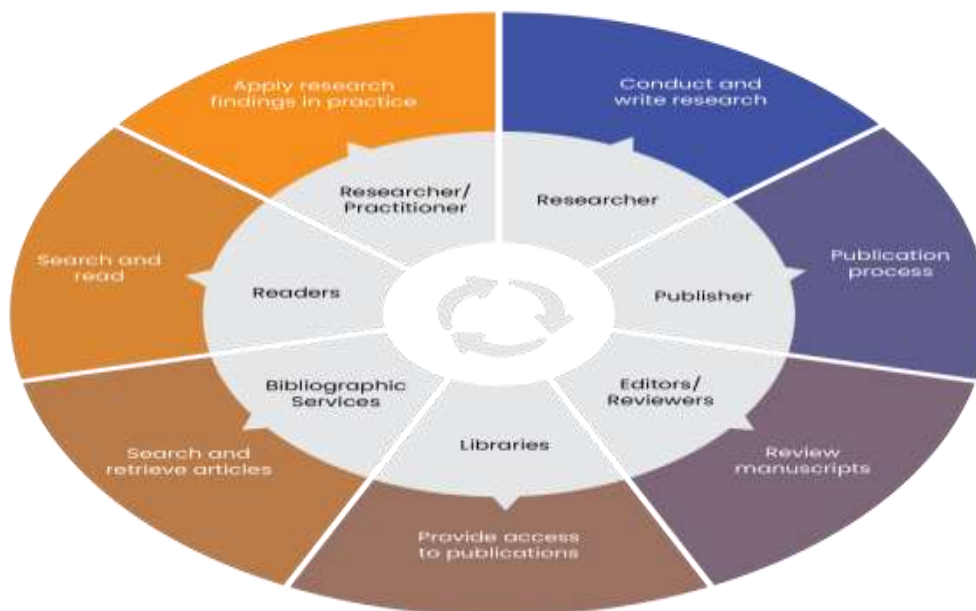 Apply research
findings in practice
Conduct and
write research
Researcher/
Practitioner
Researcher
Search and
read
Readers
Publication
process
Publisher
Bibliographic
Services
Editors/
Reviewers
Libraries
Search and
retrieve articles
Review
manuscripts
Provide access
to publications